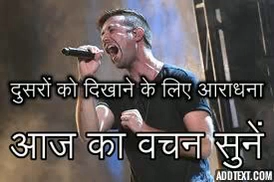 दुसरों को दिखाने के लिए आराधना
आज का वचन सुनें
ADDTEXT.COM